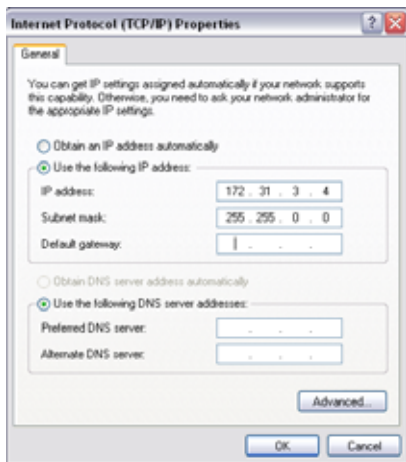 Internet Protocol (TCP/IP) Properties
General
You can get IP settings assigned automatically if your network supports
this capability. Otherwise, you need to ask your network administrator for
the appropriate IP settings.
Obtain an IP address automatically
Use the following IP address:
IP address: 172 . 31 . 3 . 4
Subnet mask: 255 . 255 . 0 . 0
Default gateway: . . .
Obtain DNS server address automatically
Use the following DNS server addresses:
Preferred DNS server: . . .
Alternate DNS server: . . .
Advanced...
OK Cancel